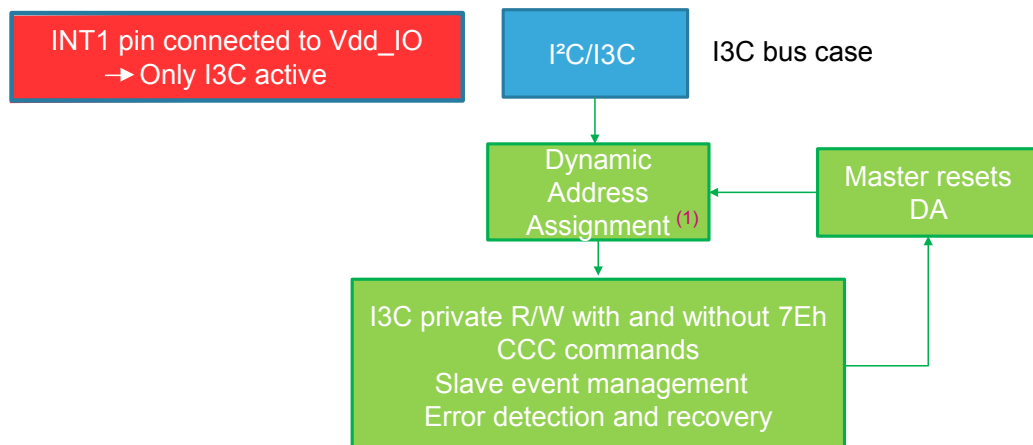 INT1 pin connected to Vdd_IO
→ Only I3C active
I²C/I3C
I3C bus case
Dynamic
Address
Assignment (1)
Master resets
DA
I3C private R/W with and without 7Eh
CCC commands
Slave event management
Error detection and recovery